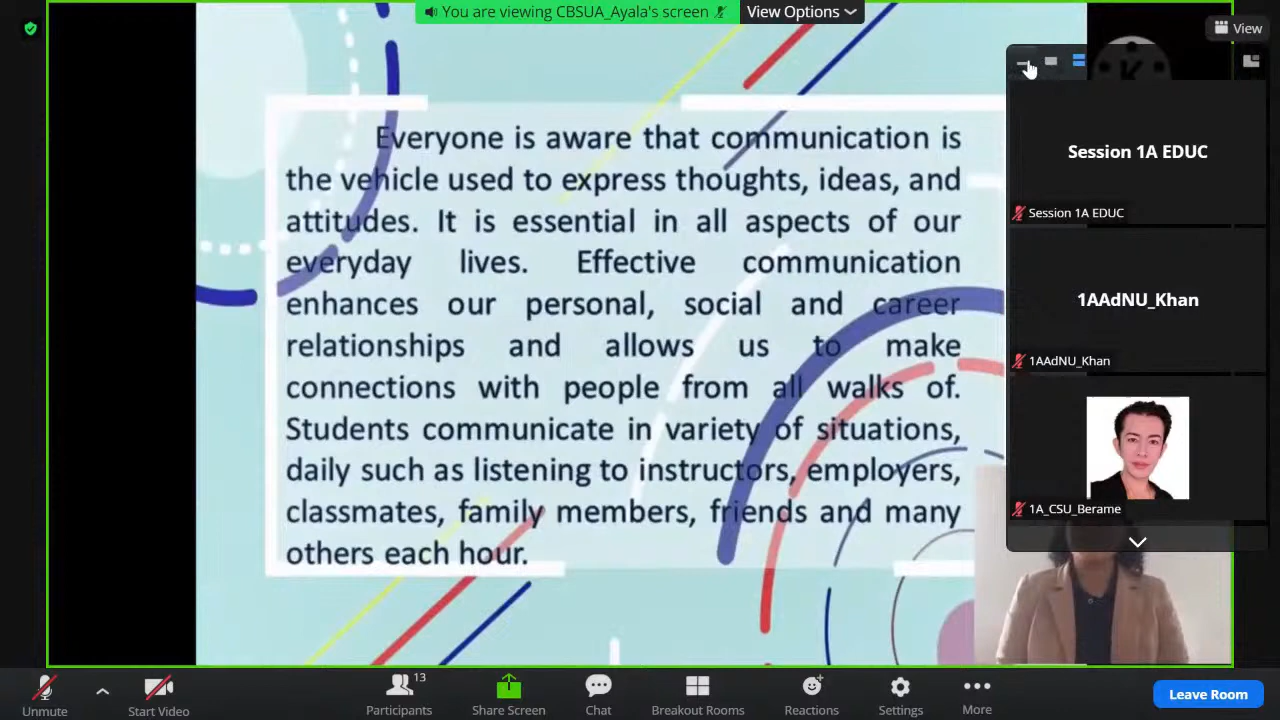 You are viewing CBSUA_Ayala's screen
View Options
View
K
Everyone is aware that communication is
the vehicle used to express thoughts, ideas, and
attitudes. It is essential in all aspects of our
everyday lives. Effective communication
enhances our personal, social and career
relationships and allows us to make
connections with people from all walks of.
Students communicate in variety of situations,
daily such as listening to instructors, employers,
classmates, family members, friends and many
others each hour.
Session 1A EDUC
Session 1A EDUC
1AAdNU_Khan
1AAdNU_Khan
1A_CSU_Berame
Unmute
Start Video
13
Participants
Share Screen
Chat
Breakout Rooms
Reactions
Settings
More
Leave Room